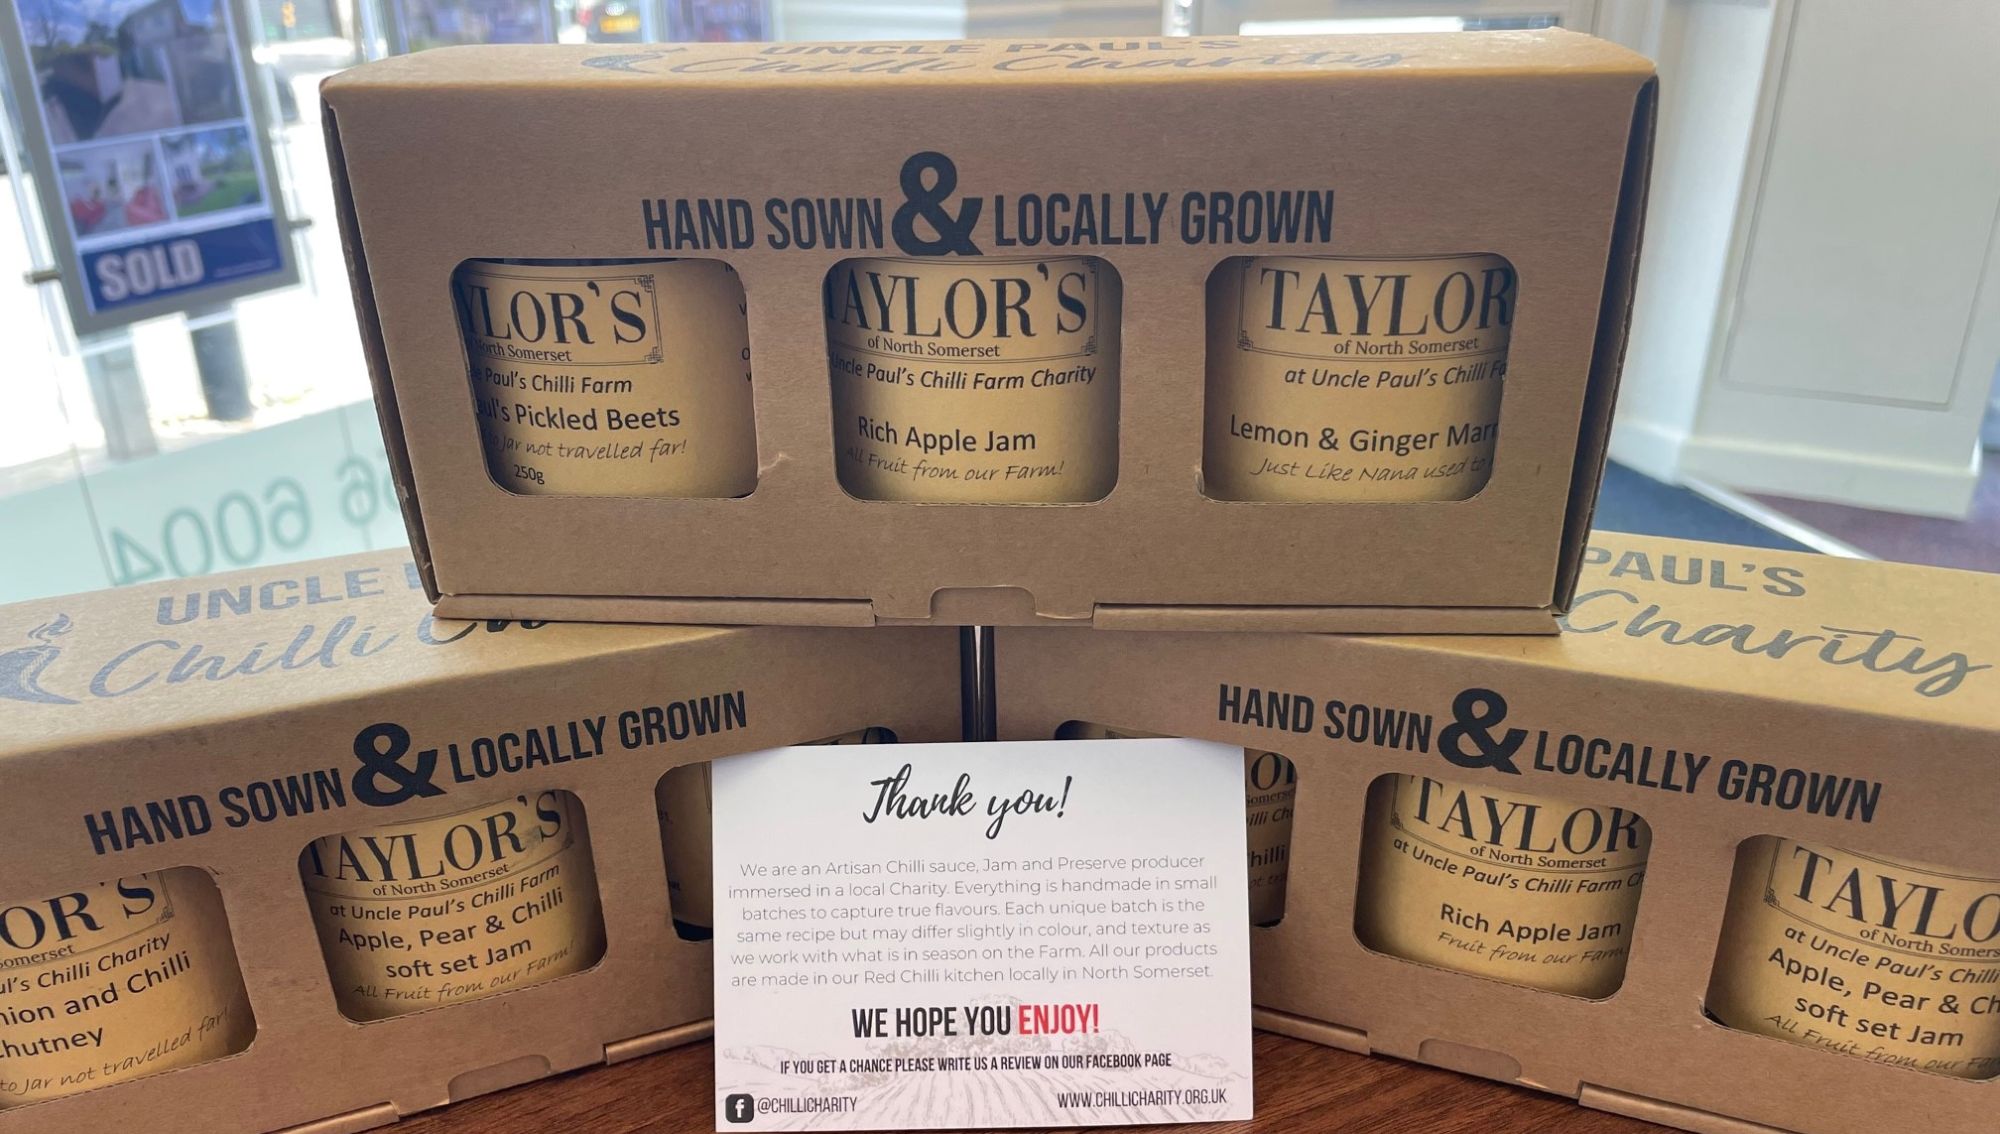 SOLD
UNCLE PAUL'S
Chilli Charity
HAND SOWN & LOCALLY GROWN
YLOR'S
North Somerset
Paul's Chilli Farm
aul's Pickled Beets
to Jar not travelled far!
250g
TAYLOR'S
of North Somerset
Uncle Paul's Chilli Farm Charity
Rich Apple Jam
All Fruit from our Farm!
TAYLOR
of North Somerset
at Uncle Paul's Chilli Fa
Lemon & Ginger Mar
Just Like Nana used to
6004
UNCLE
Chilli Ch
HAND SOWN & LOCALLY GROWN
OR'S
omerset
ul's Chilli Charity
nion and Chilli
hutney
to Jar not travelled far!
TAYLOR'S
of North Somerset
at Uncle Paul's Chilli Farm
Apple, Pear & Chilli
soft set Jam
All Fruit from our Farm!
PAUL'S
Charity
HAND SOWN & LOCALLY GROWN
TAYLOR
of North Somerset
at Uncle Paul's Chilli Farm Ch
Rich Apple Jam
Fruit from our Farm
TAYLO
of North Somers
at Uncle Paul's Chilli
Apple, Pear & Ch
soft set Jam
All Fruit from our Fa
Thank you!
We are an Artisan Chilli sauce, Jam and Preserve producer
immersed in a local Charity. Everything is handmade in small
batches to capture true flavours. Each unique batch is the
same recipe but may differ slightly in colour, and texture as
we work with what is in season on the Farm. All our products
are made in our Red Chilli kitchen locally in North Somerset.
WE HOPE YOU ENJOY!
IF YOU GET A CHANCE PLEASE WRITE US A REVIEW ON OUR FACEBOOK PAGE
f @CHILLICHARITY
WWW.CHILLICHARITY.ORG.UK